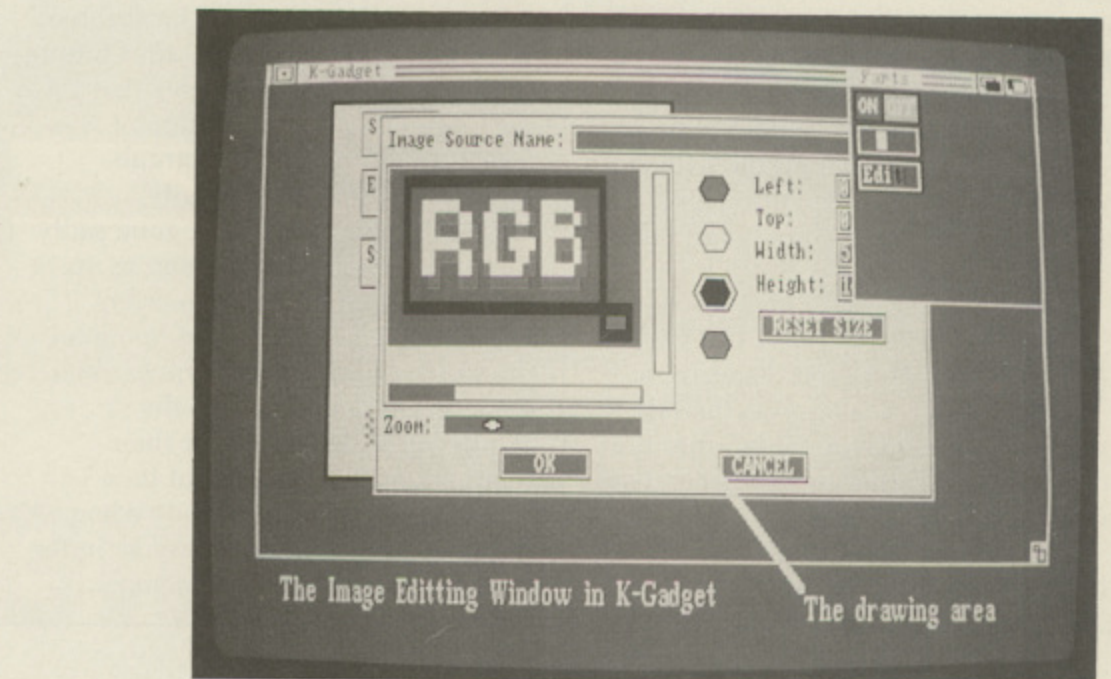 K-Gadget
Parts
ON OFF
Image Source Name:
S
Edit
E
RGB
Left:
Top:
S
Width:
Height:
RESET SIZE
Zoom:
OK CANCEL
The Image Editting Window in K-Gadget
The drawing area